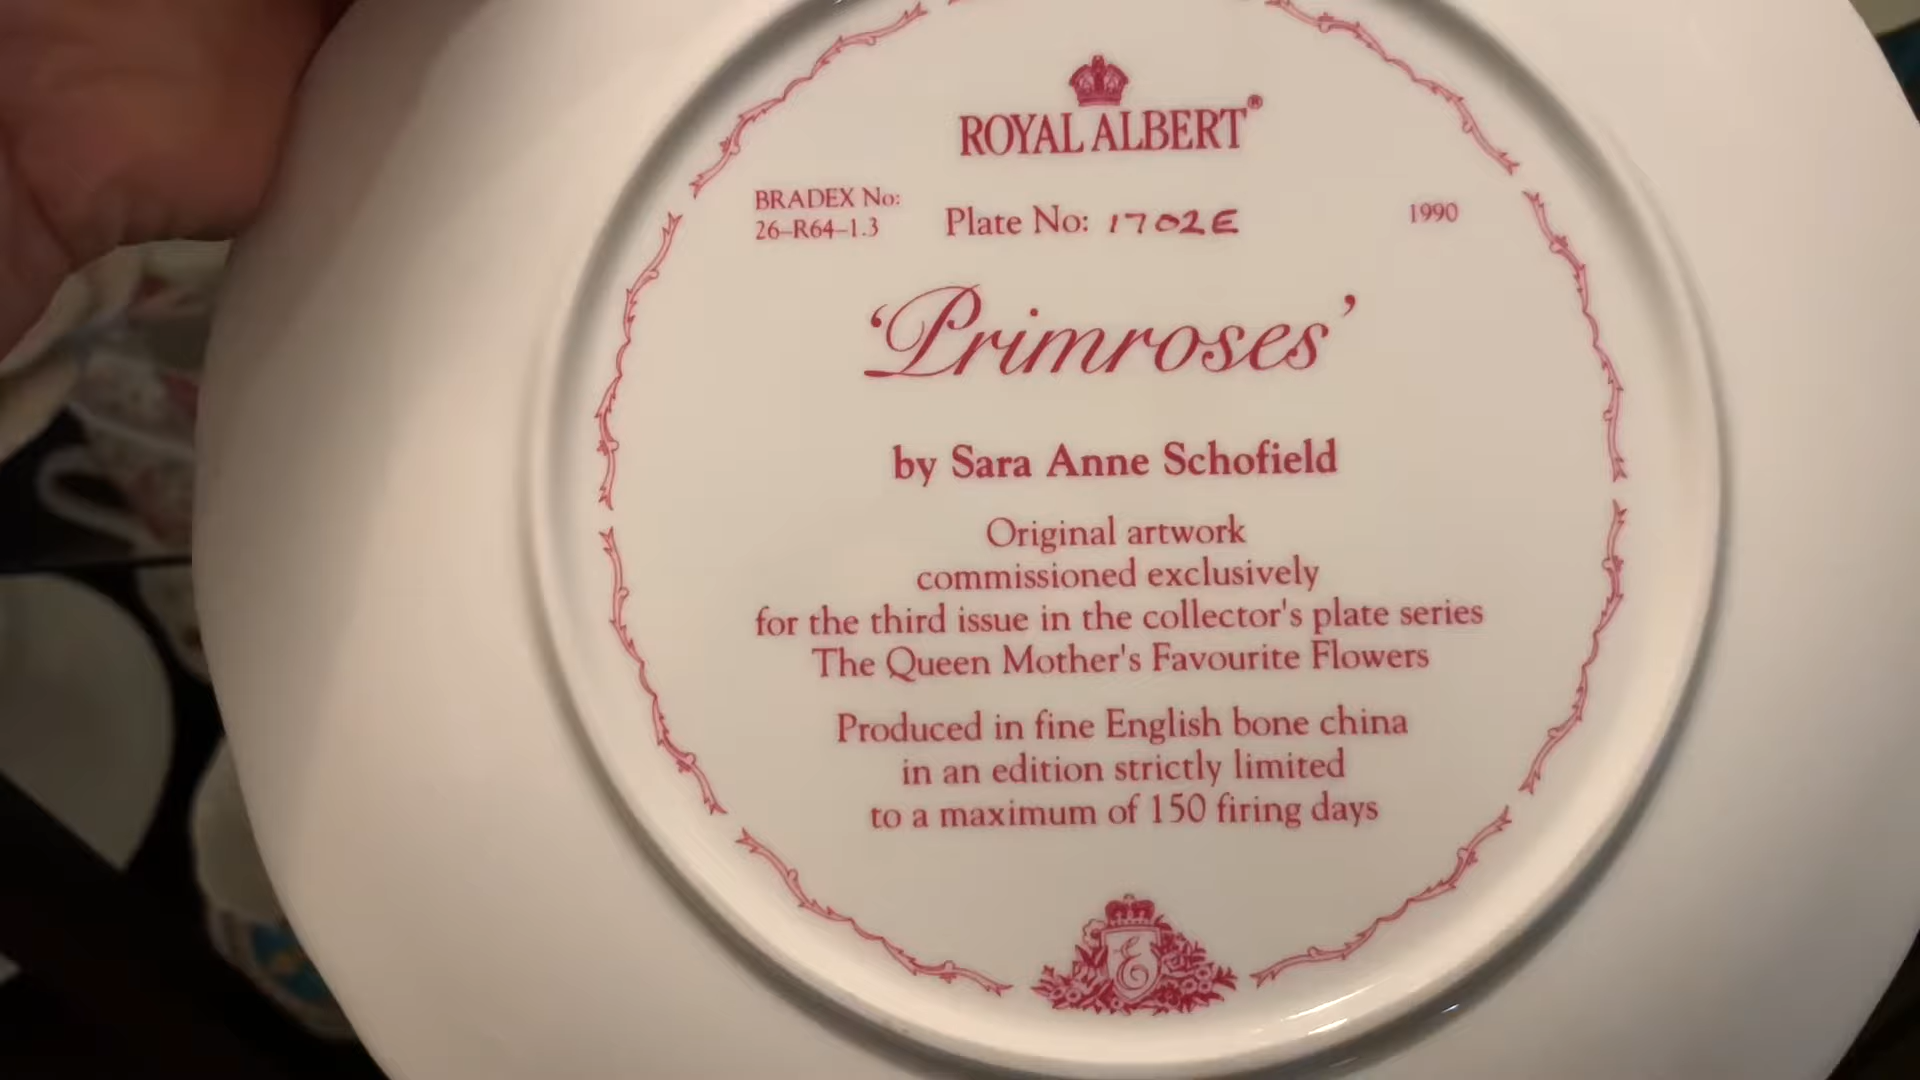 ROYAL ALBERT®
BRADEX No:
26–R64–1.3
Plate No: 1702E
1990
‘Primroses’
by Sara Anne Schofield
Original artwork
commissioned exclusively
for the third issue in the collector's plate series
The Queen Mother's Favourite Flowers
Produced in fine English bone china
in an edition strictly limited
to a maximum of 150 firing days
E